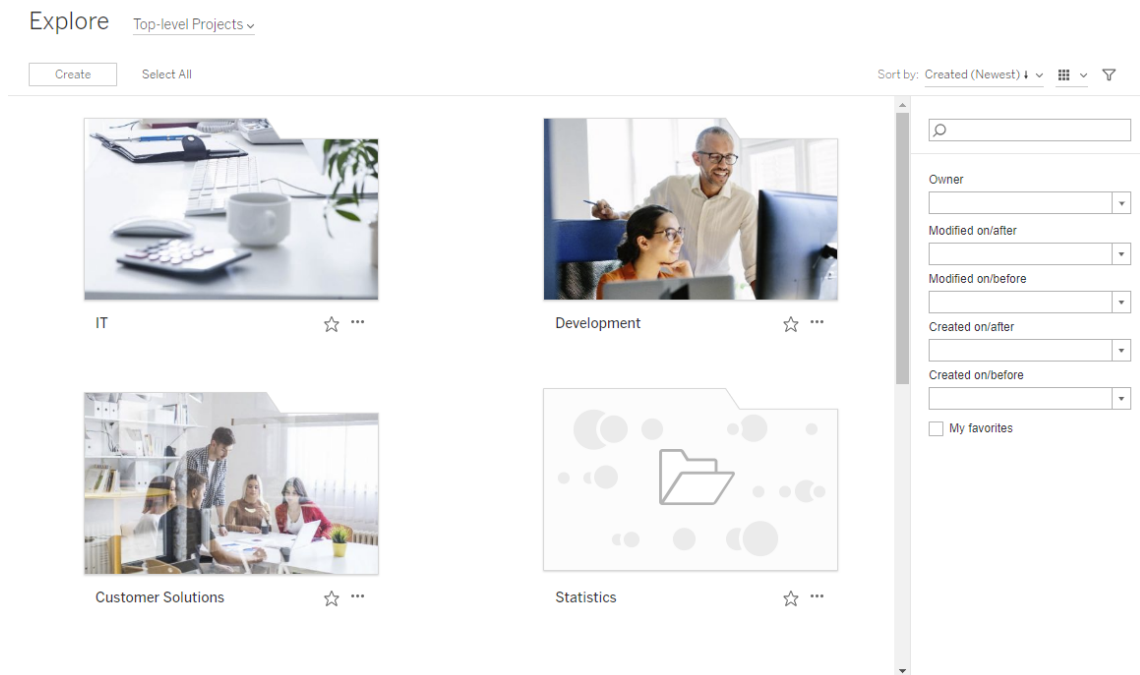 Explore Top-level Projects
Create Select All Sort by: Created (Newest)
Owner
Modified on/after
Modified on/before
Created on/after
Created on/before
My favorites
IT Development
Customer Solutions Statistics